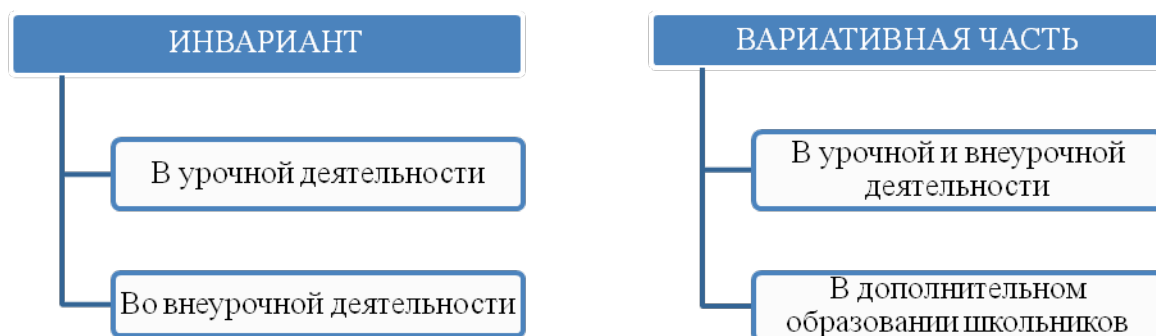 ИНВАРИАНТ
В урочной деятельности
Во внеурочной деятельности
ВАРИАТИВНАЯ ЧАСТЬ
В урочной и внеурочной
деятельности
В дополнительном
образовании школьников